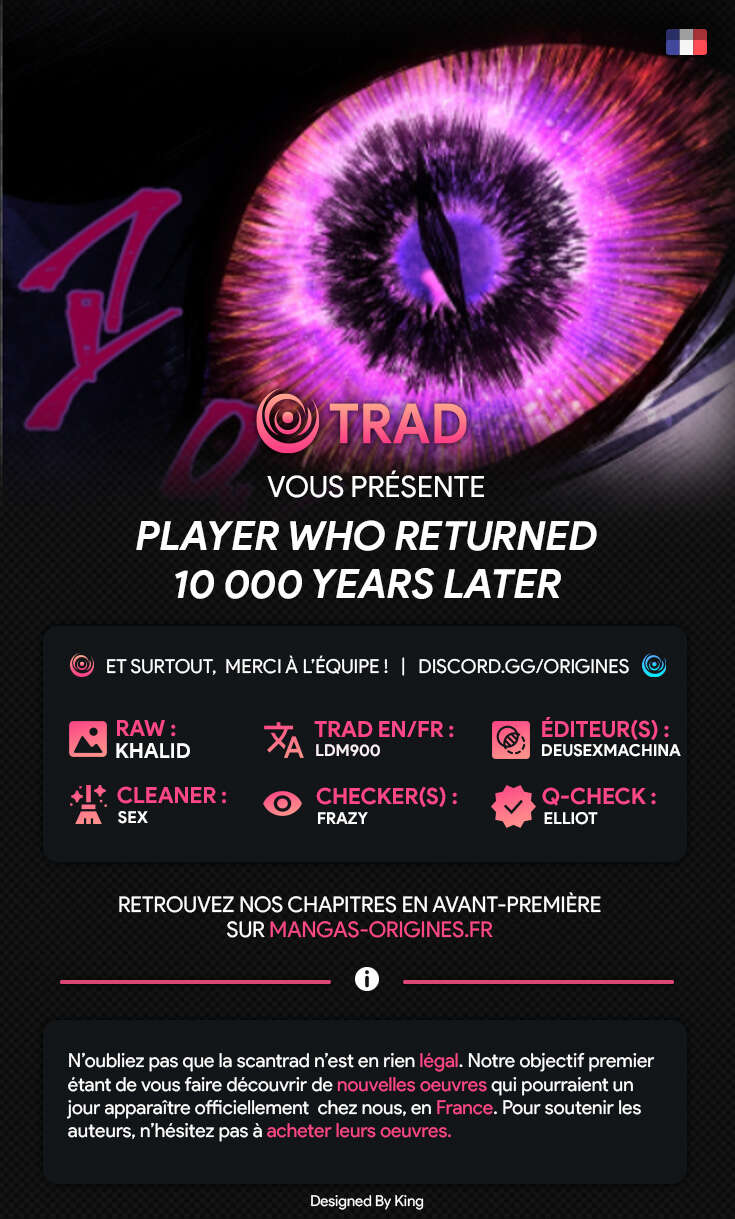 TRAD
VOUS PRÉSENTE
PLAYER WHO RETURNED
10 000 YEARS LATER
ET SURTOUT, MERCI À L'ÉQUIPE ! | DISCORD.GG/ORIGINES
RAW :
KHALID
TRAD EN/FR :
LDM900
ÉDITEUR(S) :
DEUSEXMACHINA
CLEANER :
SEX
CHECKER(S) :
FRAZY
Q-CHECK :
ELLIOT
RETROUVEZ NOS CHAPITRES EN AVANT-PREMIÈRE
SUR MANGAS-ORIGINES.FR
N'oubliez pas que la scantrad n'est en rien légal. Notre objectif premier
étant de vous faire découvrir de nouvelles oeuvres qui pourraient un
jour apparaître officiellement chez nous, en France. Pour soutenir les
auteurs, n'hésitez pas à acheter leurs oeuvres.
Designed By King